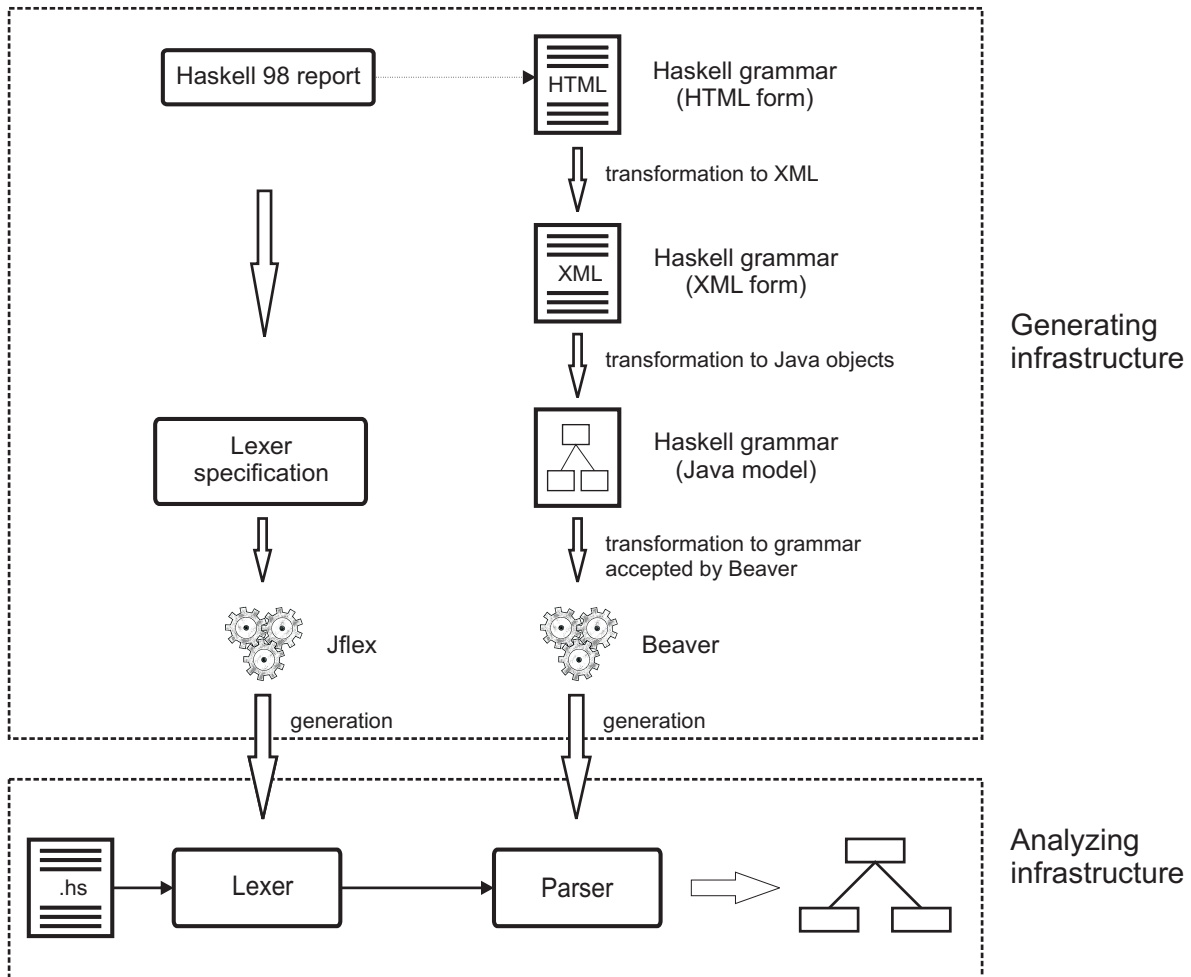 Haskell 98 report
HTML
Haskell grammar
(HTML form)
transformation to XML
XML
Haskell grammar
(XML form)
transformation to Java objects
Generating
infrastructure
Lexer
specification
Haskell grammar
(Java model)
transformation to grammar
accepted by Beaver
Jflex
Beaver
generation
generation
.hs
Lexer
Parser
Analyzing
infrastructure